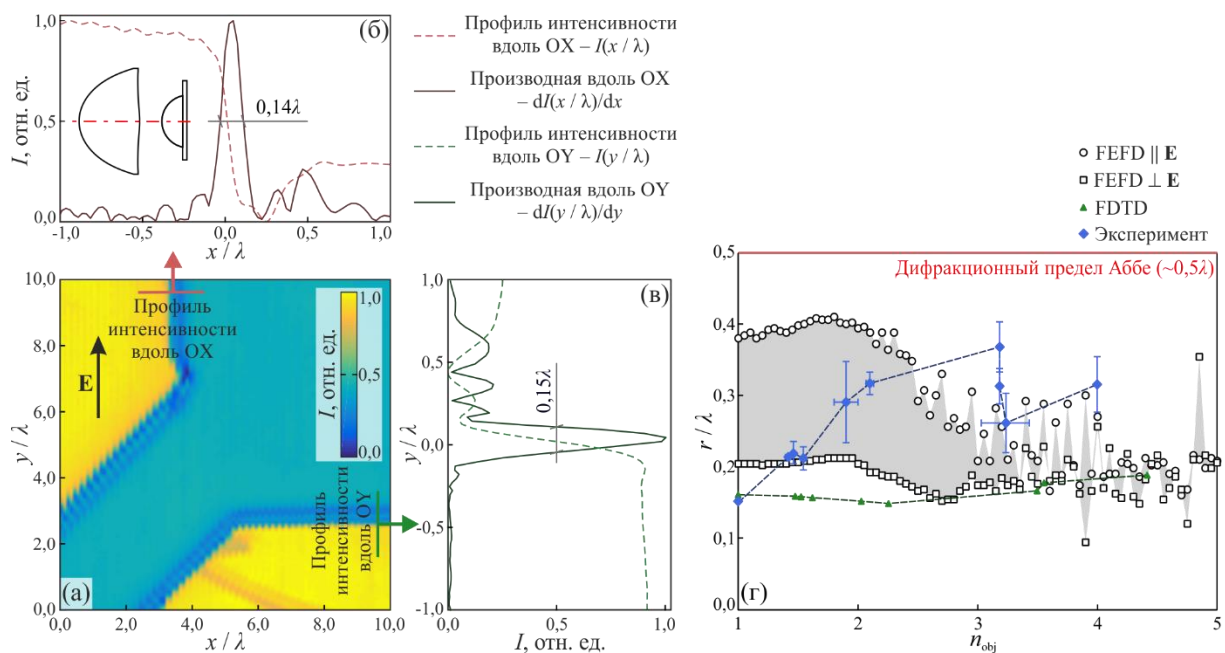 (б)
1,0
0,5
0,0
I, отн. ед.
0,14λ
-1,0
-0,5
0,0
0,5
1,0
x / λ
Профиль интенсивности
вдоль OX – I(x / λ)
Производная вдоль OX
– dI(x / λ)/dx
Профиль интенсивности
вдоль OY – I(y / λ)
Производная вдоль OY
– dI(y / λ)/dy
10,0
8,0
6,0
4,0
2,0
0,0
y / λ
E
Профиль
интенсивности
вдоль OX
1,0
0,5
0,0
I, отн. ед.
Профиль
интенсивности
вдоль OY
(а)
0,0
2,0
4,0
6,0
8,0
10,0
x / λ
(в)
1,0
0,5
0,0
-0,5
-1,0
y / λ
0,15λ
0,0
0,5
1,0
I, отн. ед.
FEFD || E
FEFD ⊥ E
FDTD
Эксперимент
Дифракционный предел Аббе (~0,5λ)
0,5
0,4
0,3
0,2
0,1
0,0
r / λ
(г)
1
2
3
4
5
nobj